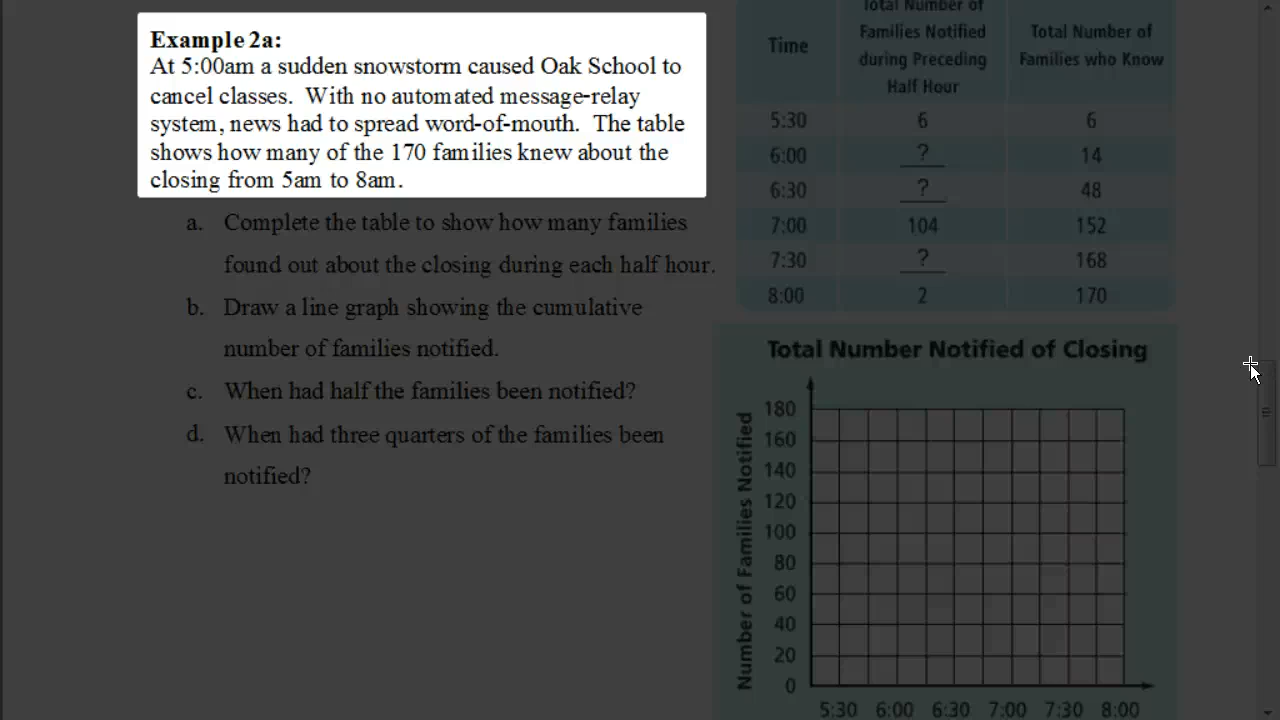 Example 2a:
At 5:00am a sudden snowstorm caused Oak School to
cancel classes. With no automated message-relay
system, news had to spread word-of-mouth. The table
shows how many of the 170 families knew about the
closing from 5am to 8am.
a. Complete the table to show how many families
found out about the closing during each half hour.
b. Draw a line graph showing the cumulative
number of families notified.
c. When had half the families been notified?
d. When had three quarters of the families been
notified?
Time
Total Number of
Families Notified
during Preceding
Half Hour
Total Number of
Families who Know
5:30 6 6
6:00 ? 14
6:30 ? 48
7:00 104 152
7:30 ? 168
8:00 2 170
Total Number Notified of Closing
Number of Families Notified
180
160
140
120
100
80
60
40
20
0
5:30 6:00 6:30 7:00 7:30 8:00